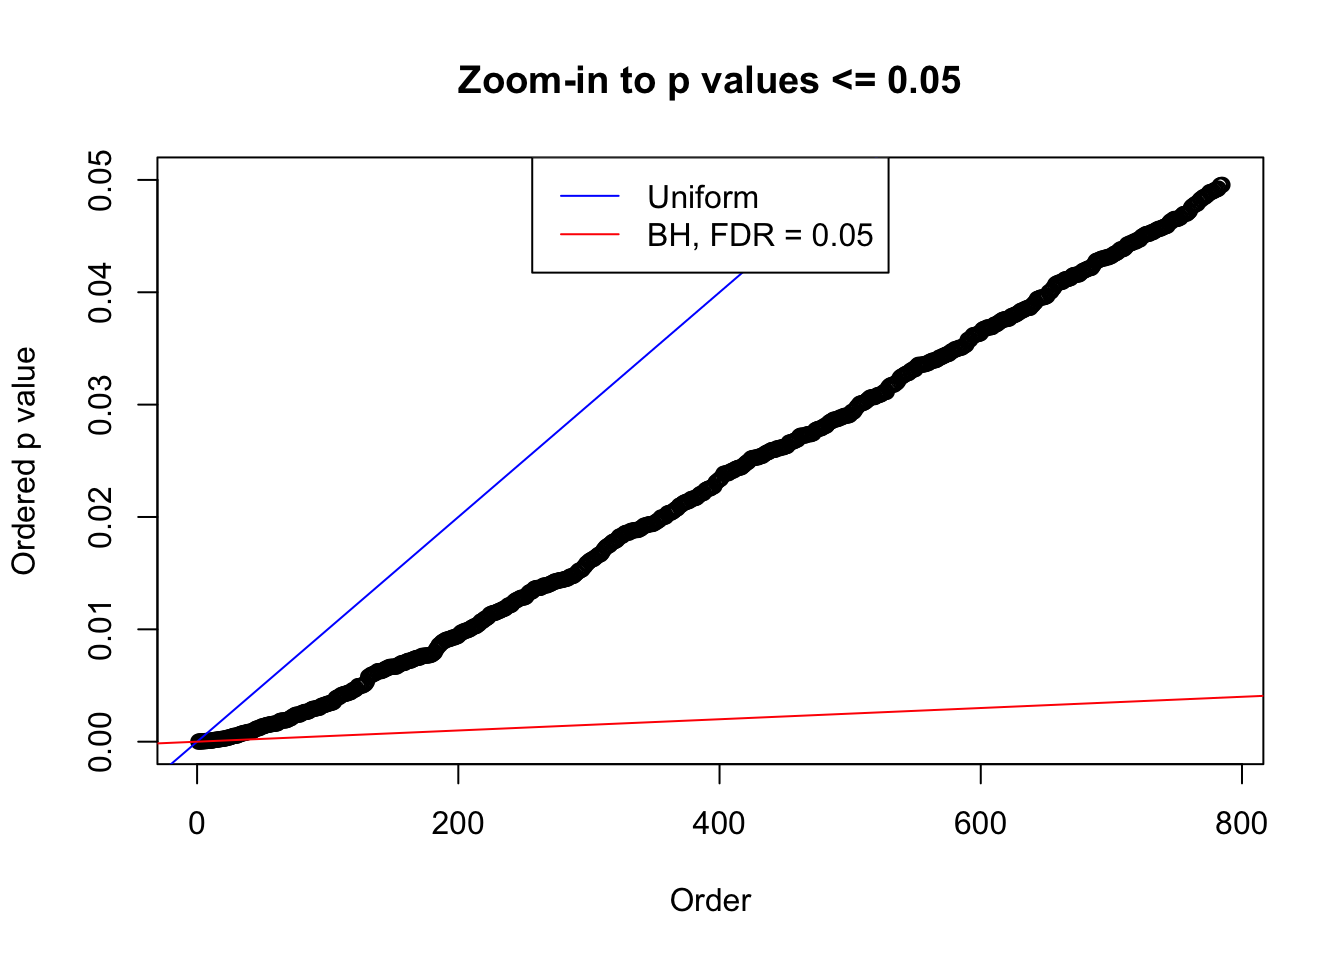 Zoom-in to p values <= 0.05
Uniform
BH, FDR = 0.05
Ordered p value
0.05
0.04
0.03
0.02
0.01
0.00
0
200
400
600
800
Order